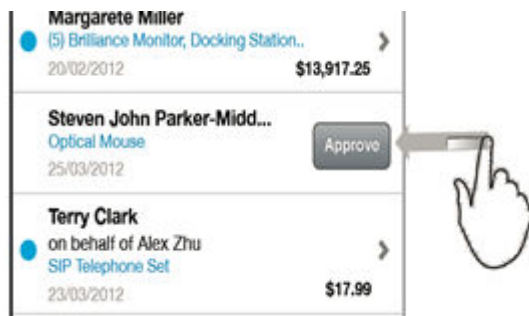 Margarete Miller
(5) Brilliance Monitor, Docking Station..
20/02/2012 $13,917.25
Steven John Parker-Midd...
Optical Mouse
Approve
25/03/2012
Terry Clark
on behalf of Alex Zhu
SIP Telephone Set
23/03/2012 $17.99